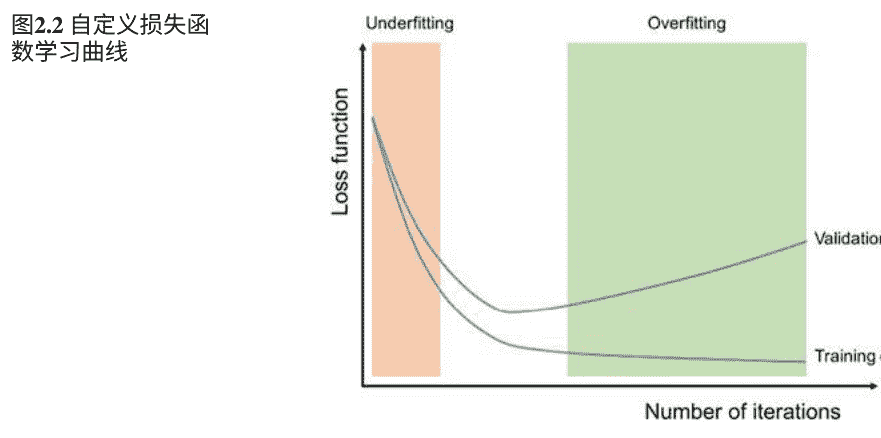 图2.2 自定义损失函
数学习曲线
Underfitting
Overfitting
Loss function
Validation
Training
Number of iterations